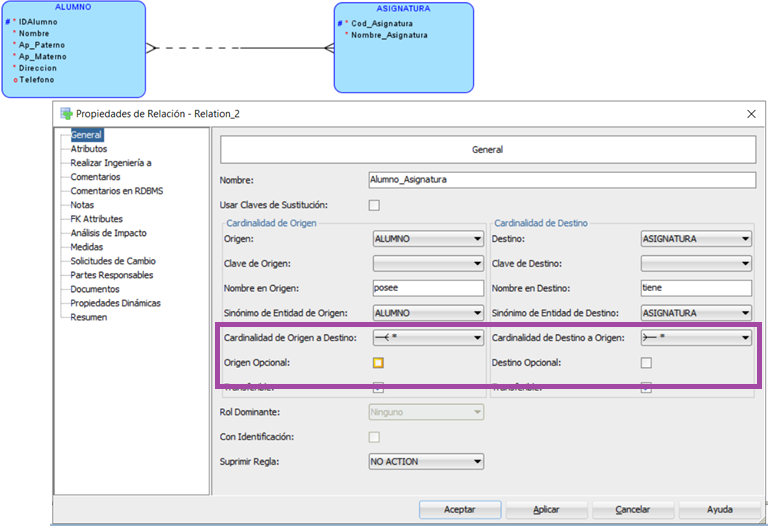 ALUMNO
# * IDAlumno
* Nombre
* Ap_Paterno
* Ap_Materno
* Direccion
o Telefono
ASIGNATURA
# * Cod_Asignatura
* Nombre_Asignatura
Propiedades de Relación - Relation_2
General
Atributos
Realizar Ingeniería a
Comentarios
Comentarios en RDBMS
Notas
FK Attributes
Análisis de Impacto
Medidas
Solicitudes de Cambio
Partes Responsables
Documentos
Propiedades Dinámicas
Resumen
General
Nombre: Alumno_Asignatura
Usar Claves de Sustitución:
Cardinalidad de Origen Cardinalidad de Destino
Origen: ALUMNO Destino: ASIGNATURA
Clave de Origen: Clave de Destino:
Nombre en Origen: posee Nombre en Destino: tiene
Sinónimo de Entidad de Origen: ALUMNO Sinónimo de Entidad de Destino: ASIGNATURA
Cardinalidad de Origen a Destino: * Cardinalidad de Destino a Origen: *
Origen Opcional: Destino Opcional:
Transferible: Transferible:
Rol Dominante: Ninguno
Con Identificación:
Suprimir Regla: NO ACTION
Aceptar Aplicar Cancelar Ayuda